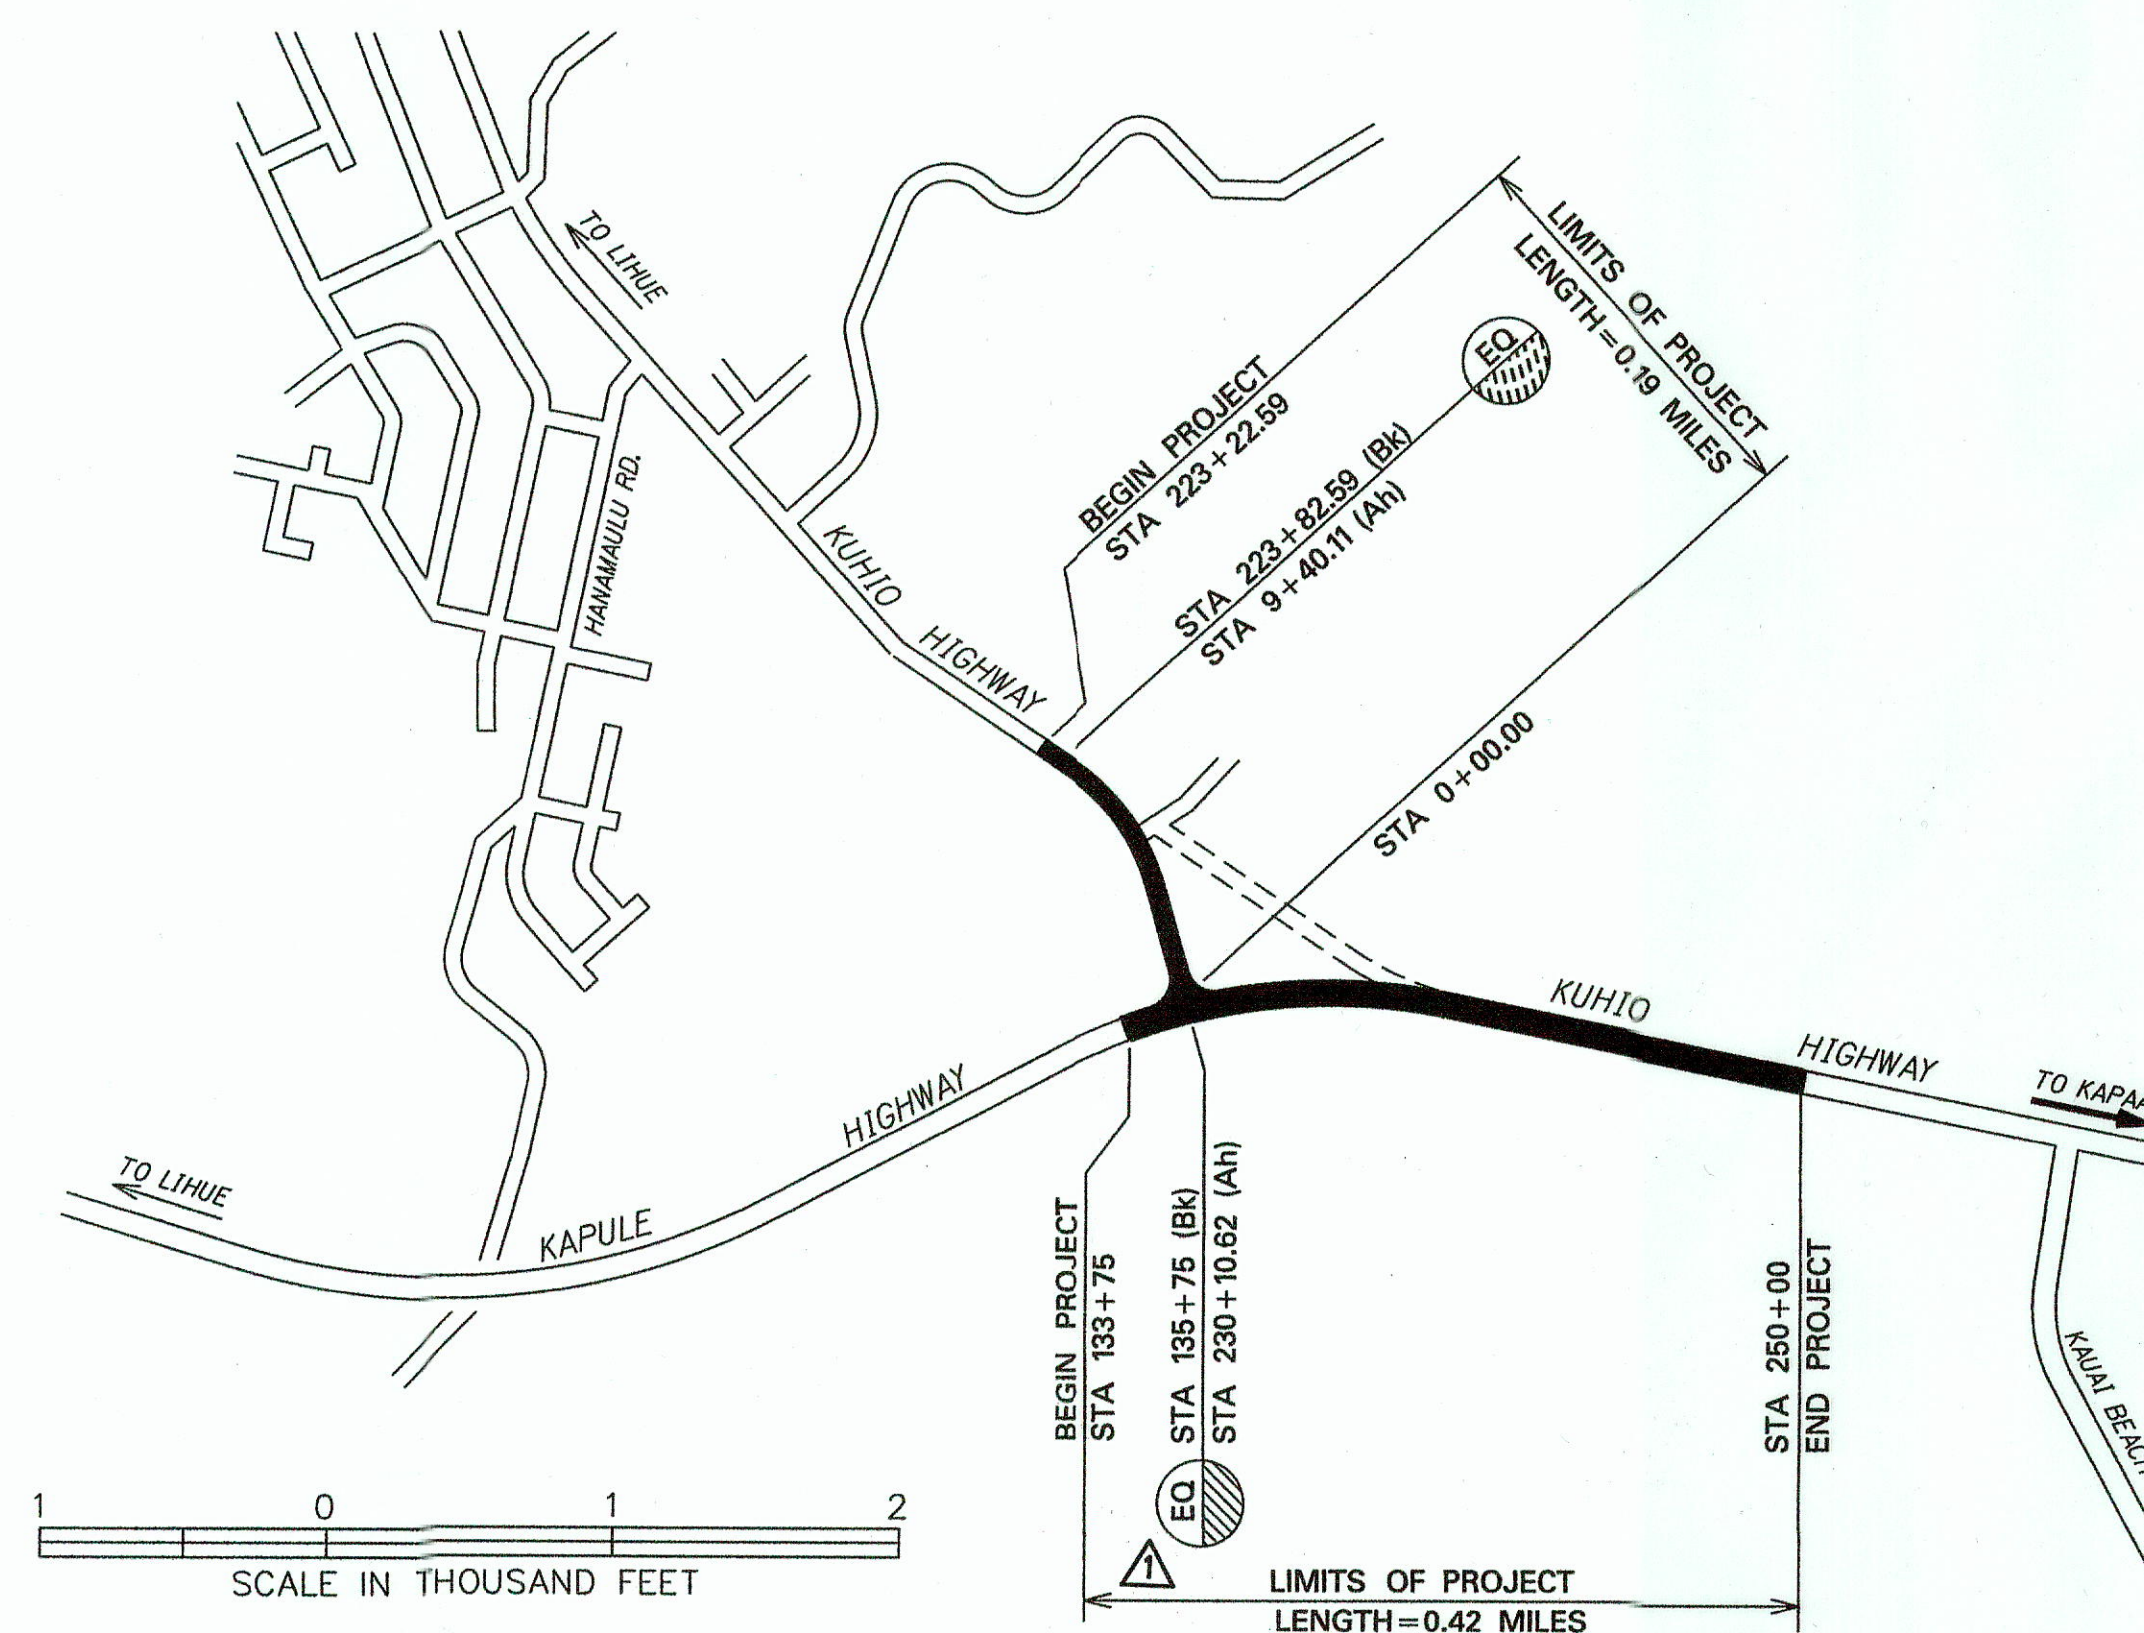 TO LIHUE
LIMITS OF PROJECT
LENGTH=0.19 MILES
EQ
BEGIN PROJECT
STA 223+22.59
STA 223+82.59 (Bk)
STA 9+40.11 (Ah)
HANAMAULU RD.
KUHIO
HIGHWAY
STA 0+00.00
KUHIO
HIGHWAY
TO KAPAA
HIGHWAY
TO LIHUE
KAPULE
BEGIN PROJECT
STA 133+75
STA 135+75 (Bk)
STA 230+10.62 (Ah)
EQ
STA 250+00
END PROJECT
KAUAI BEACH
1 0 1 2
SCALE IN THOUSAND FEET
1
LIMITS OF PROJECT
LENGTH=0.42 MILES